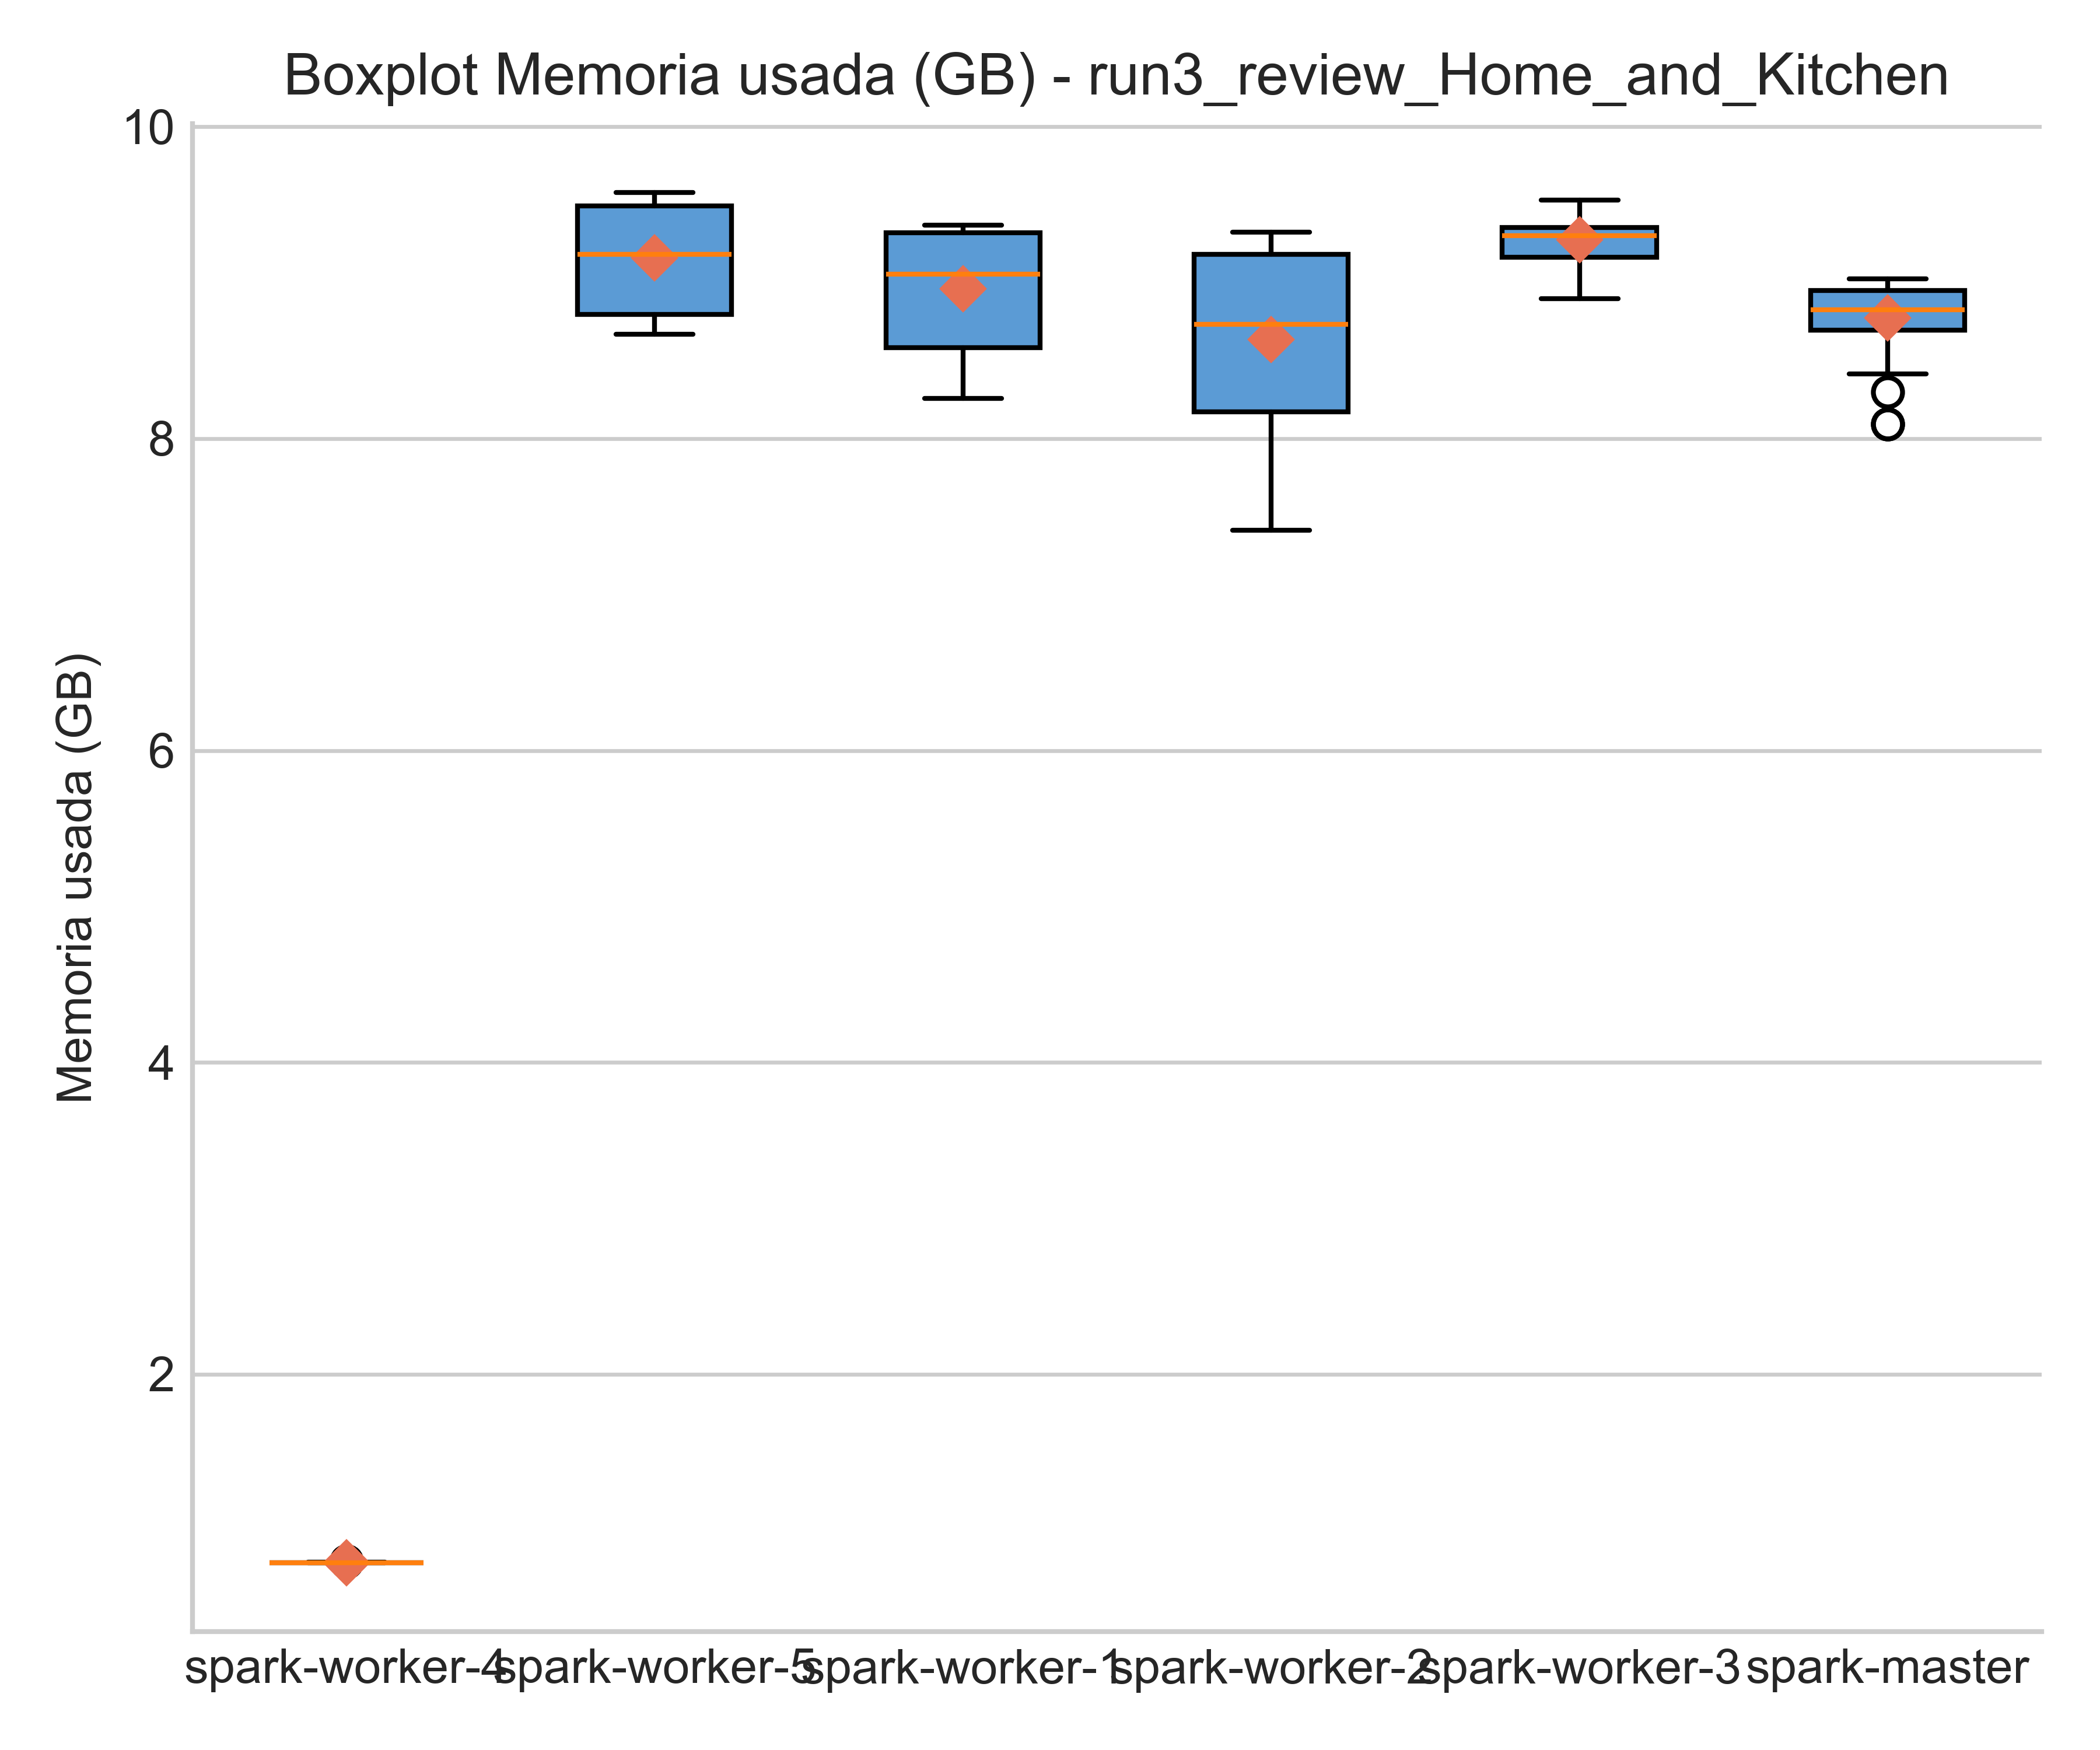 Boxplot Memoria usada (GB) - run3_review_Home_and_Kitchen
Memoria usada (GB)
10
8
6
4
2
spark-worker-4 spark-worker-5 spark-worker-1 spark-worker-2 spark-worker-3 spark-master